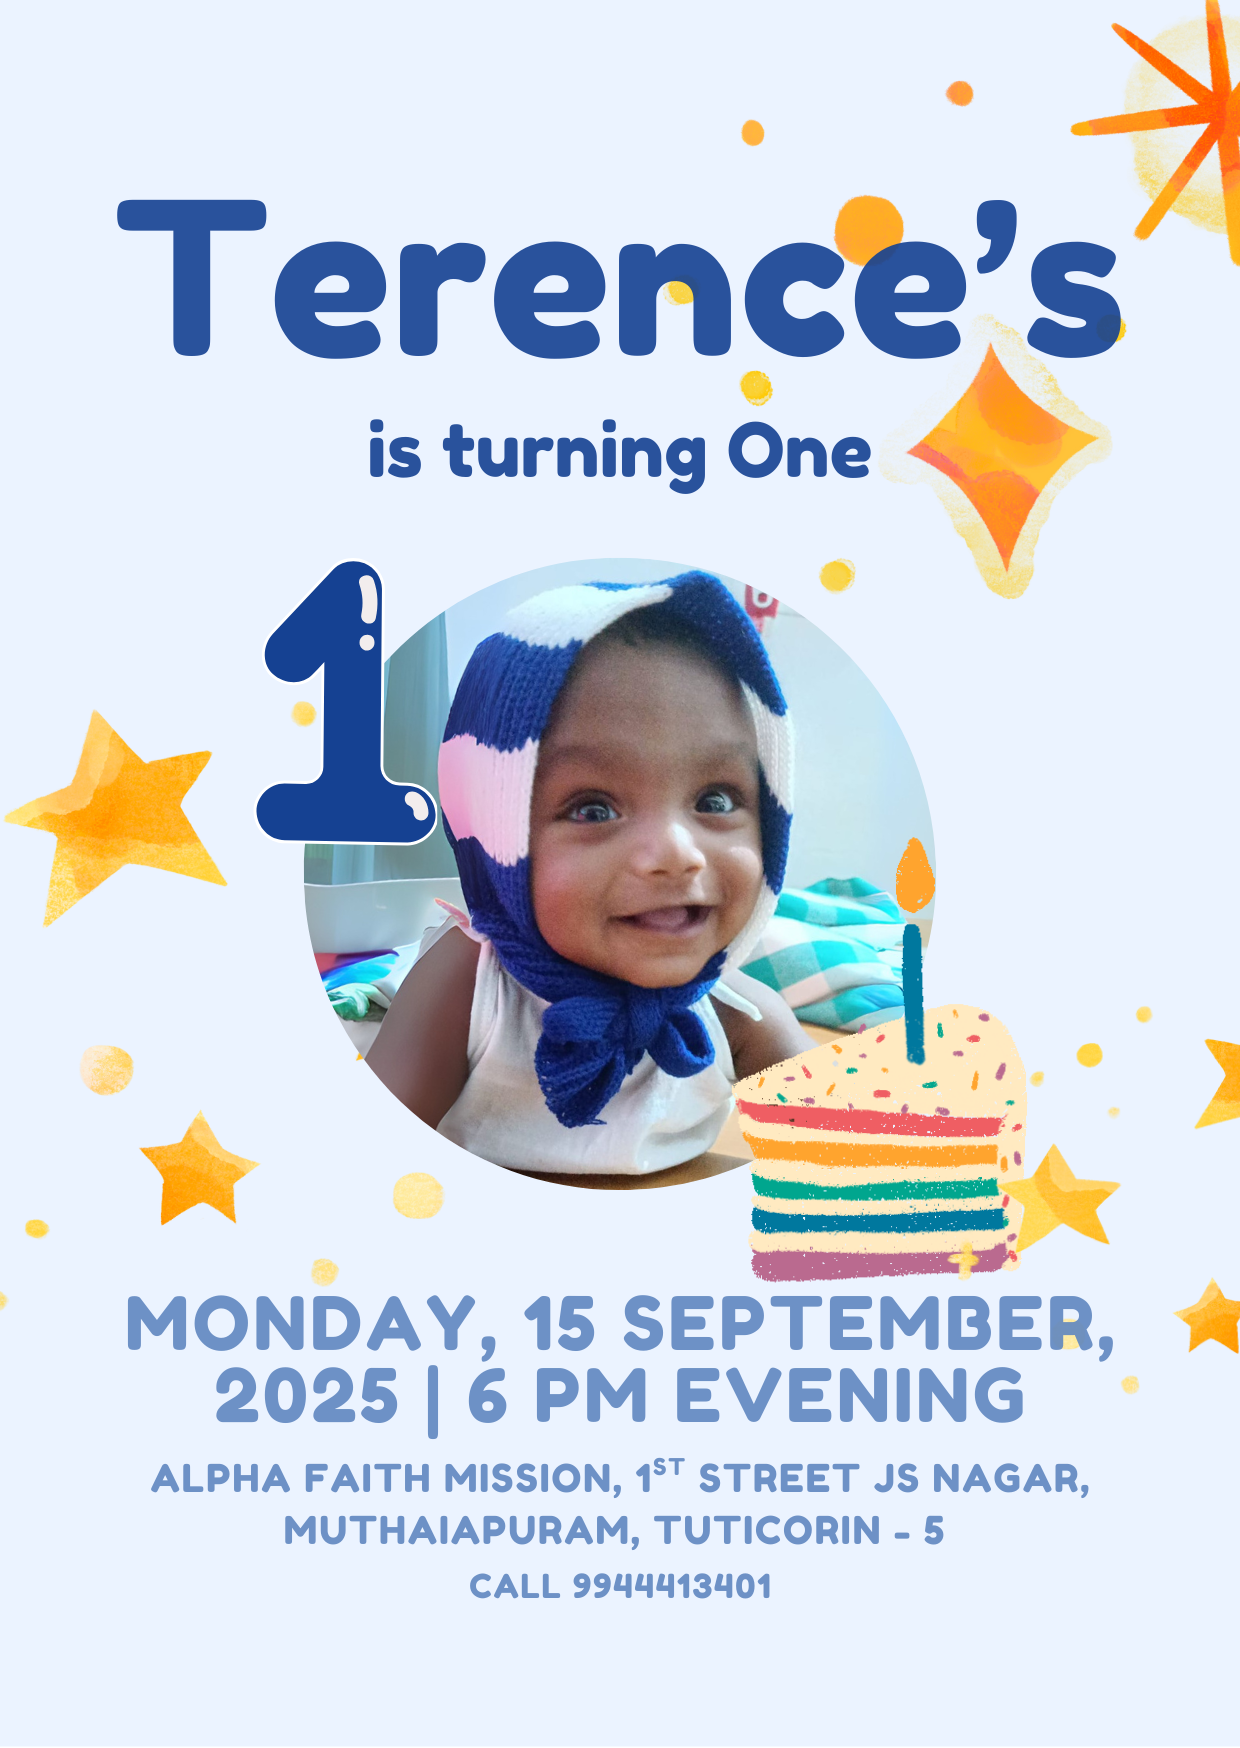 Terence’s
is turning One
1
MONDAY, 15 SEPTEMBER,
2025 | 6 PM EVENING
ALPHA FAITH MISSION, 1ST STREET JS NAGAR,
MUTHAIAPURAM, TUTICORIN - 5
CALL 9944413401